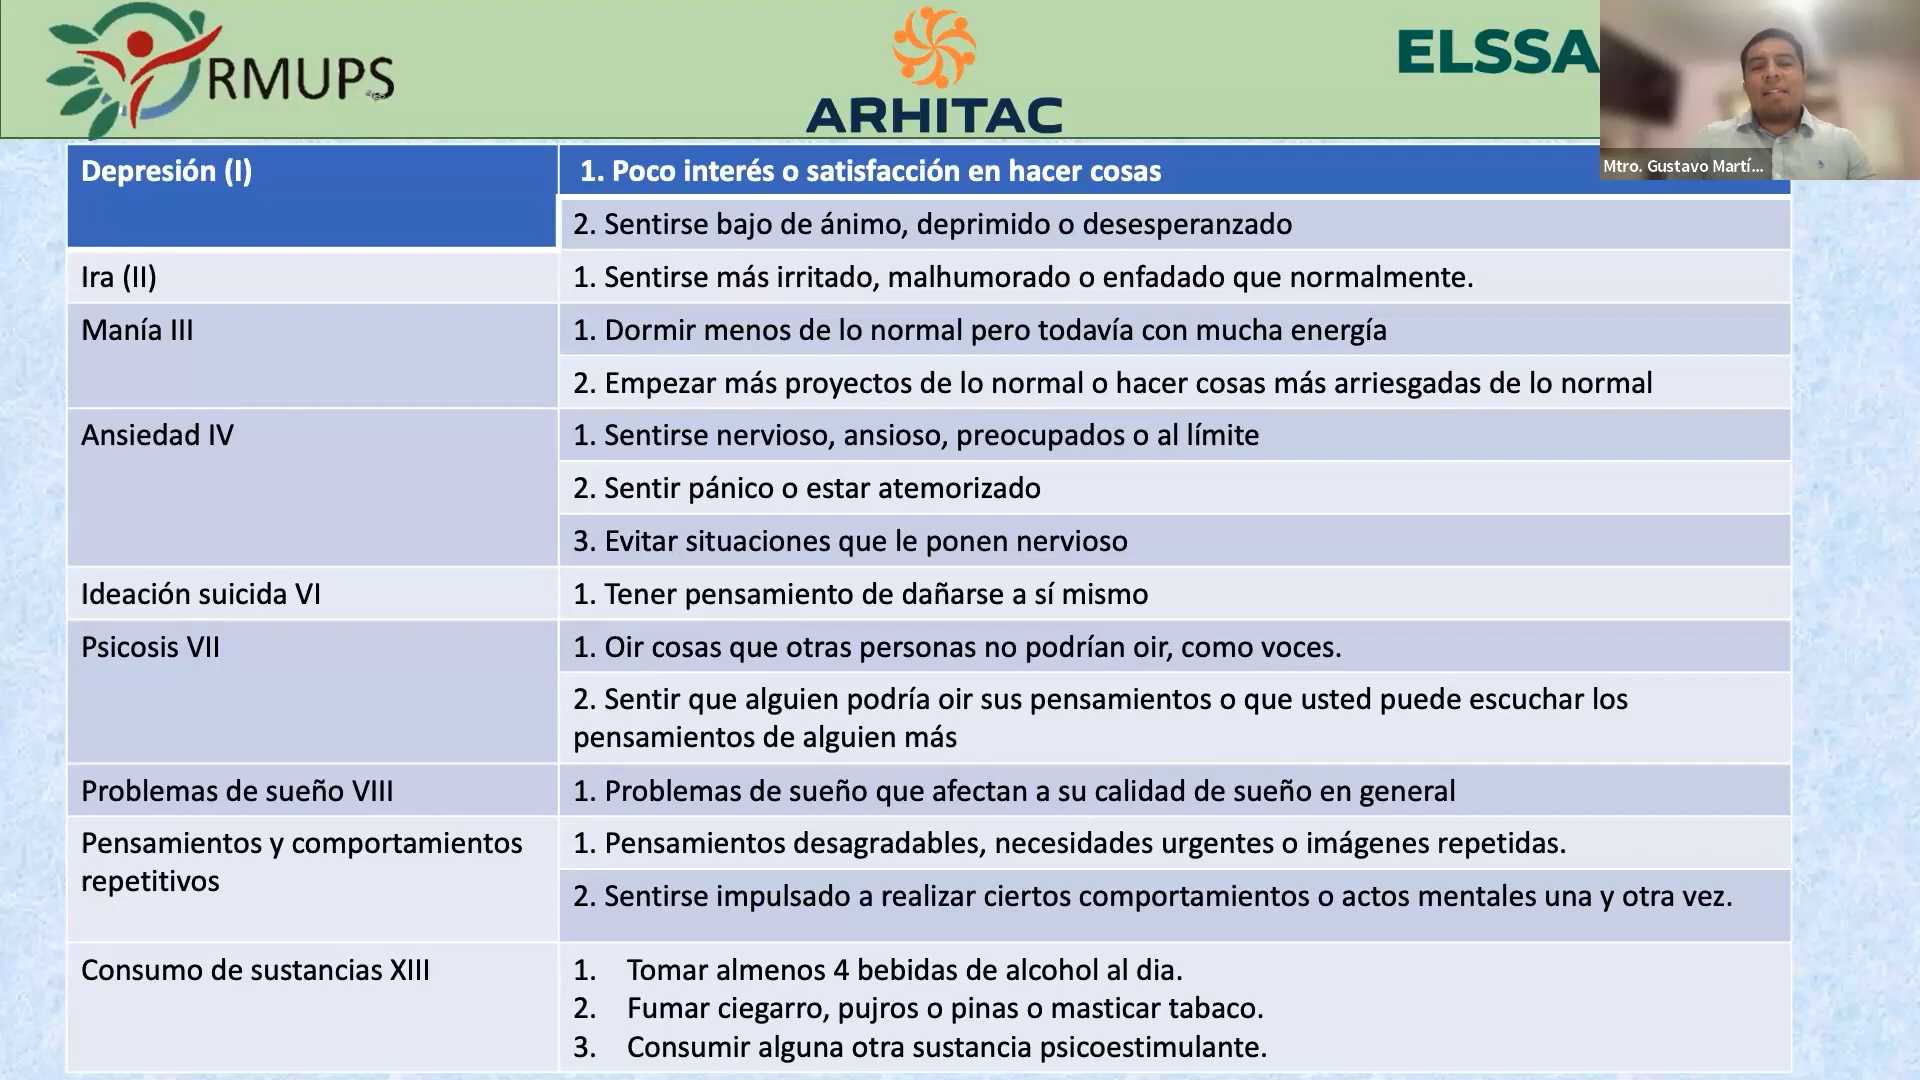 RMUPS
ARHITAC
ELSSA
Mtro. Gustavo Martí...
Depresión (I)
1. Poco interés o satisfacción en hacer cosas
2. Sentirse bajo de ánimo, deprimido o desesperanzado
Ira (II)
1. Sentirse más irritado, malhumorado o enfadado que normalmente.
Manía III
1. Dormir menos de lo normal pero todavía con mucha energía
2. Empezar más proyectos de lo normal o hacer cosas más arriesgadas de lo normal
Ansiedad IV
1. Sentirse nervioso, ansioso, preocupados o al límite
2. Sentir pánico o estar atemorizado
3. Evitar situaciones que le ponen nervioso
Ideación suicida VI
1. Tener pensamiento de dañarse a sí mismo
Psicosis VII
1. Oir cosas que otras personas no podrían oir, como voces.
2. Sentir que alguien podría oir sus pensamientos o que usted puede escuchar los
pensamientos de alguien más
Problemas de sueño VIII
1. Problemas de sueño que afectan a su calidad de sueño en general
Pensamientos y comportamientos
repetitivos
1. Pensamientos desagradables, necesidades urgentes o imágenes repetidas.
2. Sentirse impulsado a realizar ciertos comportamientos o actos mentales una y otra vez.
Consumo de sustancias XIII
1. Tomar almenos 4 bebidas de alcohol al dia.
2. Fumar ciegarro, pujros o pinas o masticar tabaco.
3. Consumir alguna otra sustancia psicoestimulante.